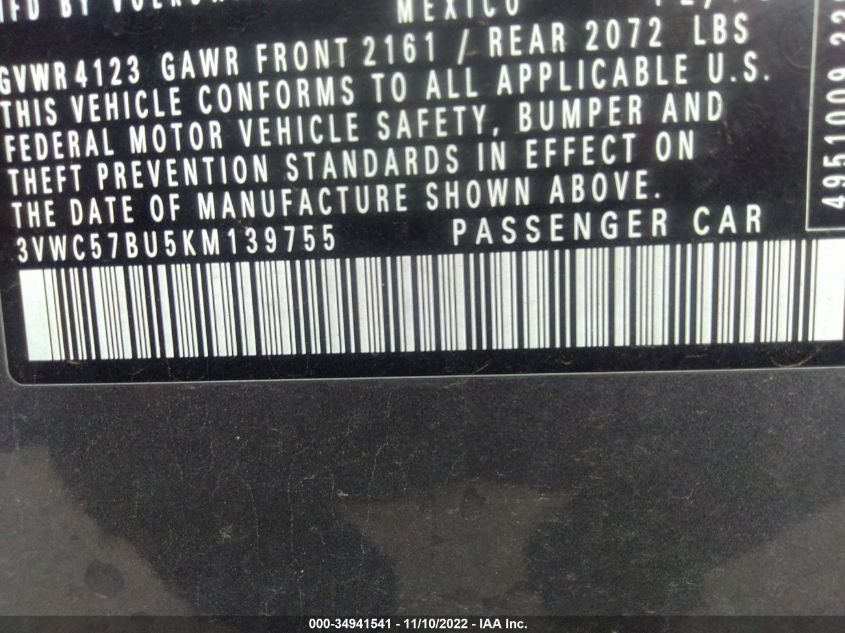 MEXICO
GVWR 4123 GAWR FRONT 2161 / REAR 2072 LBS
THIS VEHICLE CONFORMS TO ALL APPLICABLE U.S.
FEDERAL MOTOR VEHICLE SAFETY, BUMPER AND
THEFT PREVENTION STANDARDS IN EFFECT ON
THE DATE OF MANUFACTURE SHOWN ABOVE.
3VWC57BU5KM139755 PASSENGER CAR
4951009
000-34941541 - 11/10/2022 - IAA Inc.